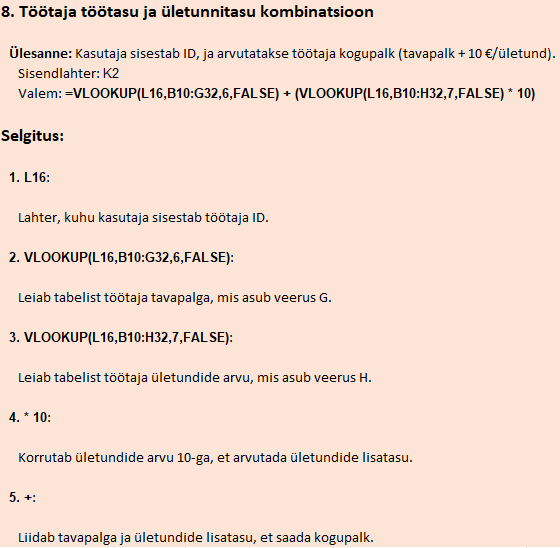 8. Töötaja töötasu ja ületunnitasu kombinatsioon
Ülesanne: Kasutaja sisestab ID, ja arvutatakse töötaja kogupalk (tavapalk + 10 €/ületund).
Sisendlahter: K2
Valem: =VLOOKUP(L16,B10:G32,6,FALSE) + (VLOOKUP(L16,B10:H32,7,FALSE) * 10)
Selgitus:
1. L16:
Lahter, kuhu kasutaja sisestab töötaja ID.
2. VLOOKUP(L16,B10:G32,6,FALSE):
Leiab tabelist töötaja tavapalga, mis asub veerus G.
3. VLOOKUP(L16,B10:H32,7,FALSE):
Leiab tabelist töötaja ületundide arvu, mis asub veerus H.
4. * 10:
Korrutab ületundide arvu 10-ga, et arvutada ületundide lisatasu.
5. +:
Liidab tavapalga ja ületundide lisatasu, et saada kogupalk.